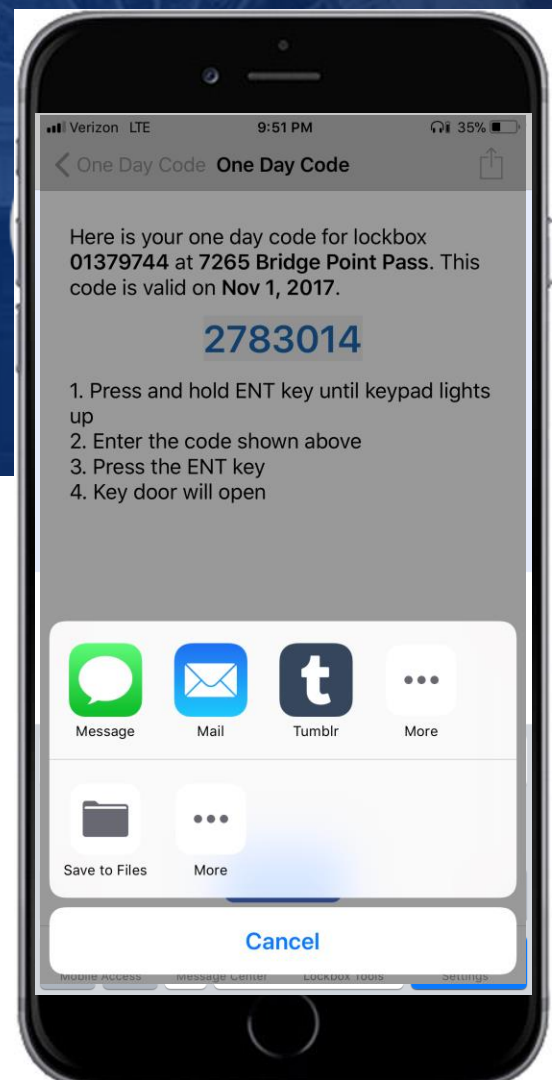 Verizon LTE 9:51 PM 35%
One Day Code One Day Code
Here is your one day code for lockbox
01379744 at 7265 Bridge Point Pass. This
code is valid on Nov 1, 2017.
2783014
1. Press and hold ENT key until keypad lights
up
2. Enter the code shown above
3. Press the ENT key
4. Key door will open
Message Mail Tumblr More
Save to Files More
Cancel
Mobile Access Message Center Lockbox Tools Settings